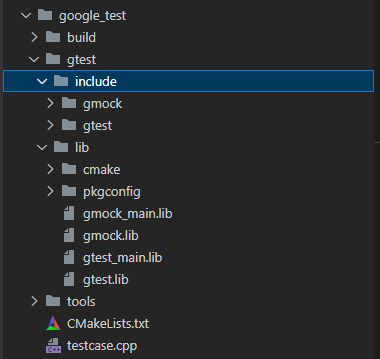 google_test
build
gtest
include
gmock
gtest
lib
cmake
pkgconfig
gmock_main.lib
gmock.lib
gtest_main.lib
gtest.lib
tools
CMakeLists.txt
testcase.cpp